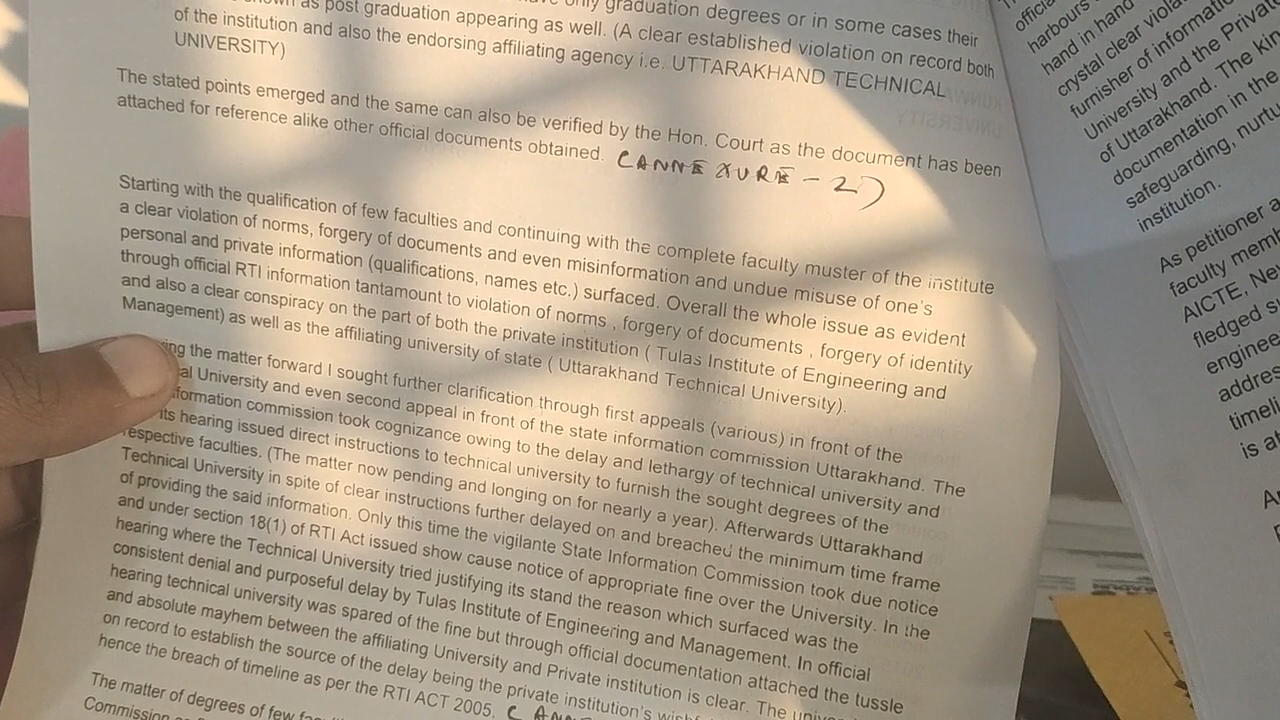 as post graduation appearing as well. (A clear established violation on record both
only graduation degrees or in some cases their
of the institution and also the endorsing affiliating agency i.e. UTTARAKHAND TECHNICAL
UNIVERSITY)
The stated points emerged and the same can also be verified by the Hon. Court as the document has been
attached for reference alike other official documents obtained. (ANNEXURE - 2)
Starting with the qualification of few faculties and continuing with the complete faculty muster of the institute
a clear violation of norms, forgery of documents and even misinformation and undue misuse of one's
personal and private information (qualifications, names etc.) surfaced. Overall the whole issue as evident
through official RTI information tantamount to violation of norms , forgery of documents , forgery of identity
and also a clear conspiracy on the part of both the private institution ( Tulas Institute of Engineering and
Management) as well as the affiliating university of state ( Uttarakhand Technical University).
the matter forward I sought further clarification through first appeals (various) in front of the
University and even second appeal in front of the state information commission Uttarakhand. The
commission took cognizance owing to the delay and lethargy of technical university and
its hearing issued direct instructions to technical university to furnish the sought degrees of the
respective faculties. (The matter now pending and longing on for nearly a year). Afterwards Uttarakhand
Technical University in spite of clear instructions further delayed on and breached the minimum time frame
of providing the said information. Only this time the vigilante State Information Commission took due notice
and under section 18(1) of RTI Act issued show cause notice of appropriate fine over the University. In the
hearing where the Technical University tried justifying its stand the reason which surfaced was the
consistent denial and purposeful delay by Tulas Institute of Engineering and Management. In official
hearing technical university was spared of the fine but through official documentation attached the tussle
and absolute mayhem between the affiliating University and Private institution is clear. The
on record to establish the source of the delay being the private institution's
hence the breach of timeline as per the RTI ACT 2005.
The matter of degrees of few
Commission
harbours
hand in hand
crystal clear
furnisher of
University and the
of Uttarakhand. The
documentation in the
safeguarding,
institution.
As petitioner
faculty
AICTE,
fledged
is